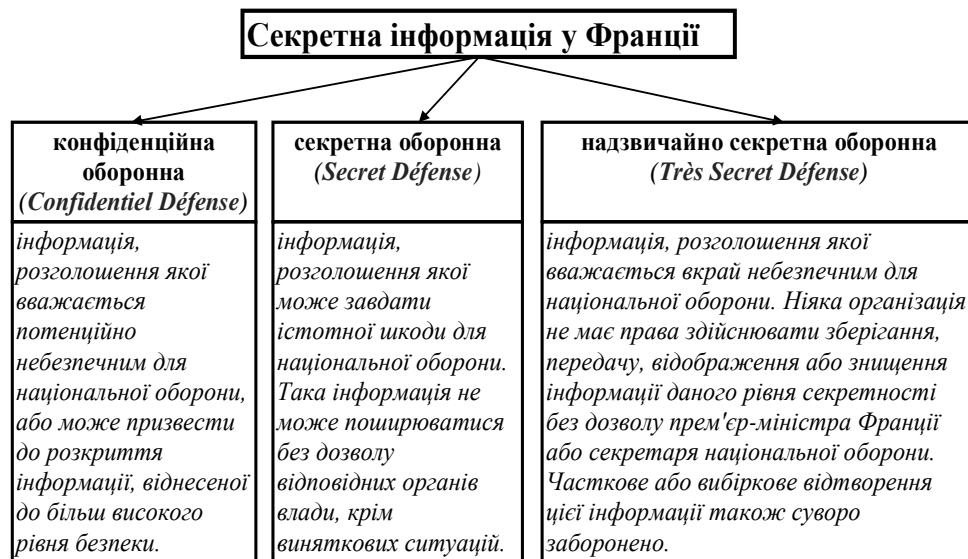 Секретна інформація у Франції
конфіденційна
оборонна
(Confidentiel Défense)
інформація,
розголошення якої
вважається
потенційно
небезпечним для
національної оборони,
або може призвести
до розкриття
інформації, віднесеної
до більш високого
рівня безпеки.
секретна оборонна
(Secret Défense)
інформація,
розголошення якої
може завдати
істотної шкоди для
національної оборони.
Така інформація не
може поширюватися
без дозволу
відповідних органів
влади, крім
виняткових ситуацій.
надзвичайно секретна оборонна
(Très Secret Défense)
інформація, розголошення якої
вважається вкрай небезпечним для
національної оборони. Ніяка організація
не має права здійснювати зберігання,
передачу, відображення або знищення
інформації даного рівня секретності
без дозволу прем'єр-міністра Франції
або секретаря національної оборони.
Часткове або вибіркове відтворення
цієї інформації також суворо
заборонено.